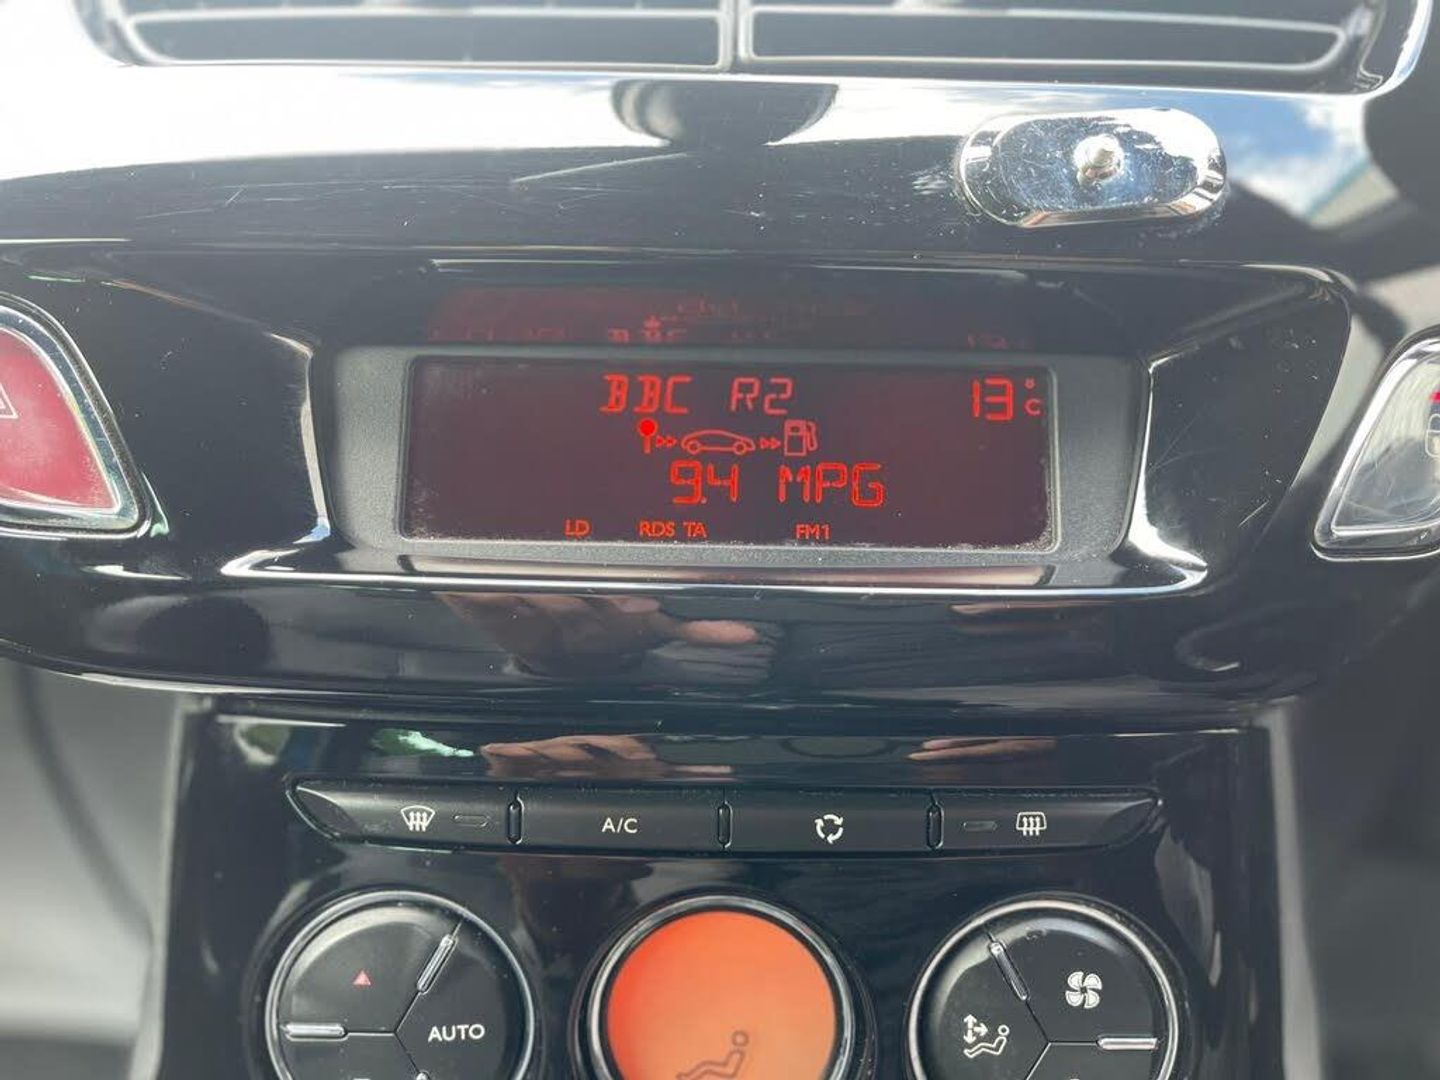 BBC R2 13°C
9.4 MPG
LD RDS TA FM1
A/C
AUTO